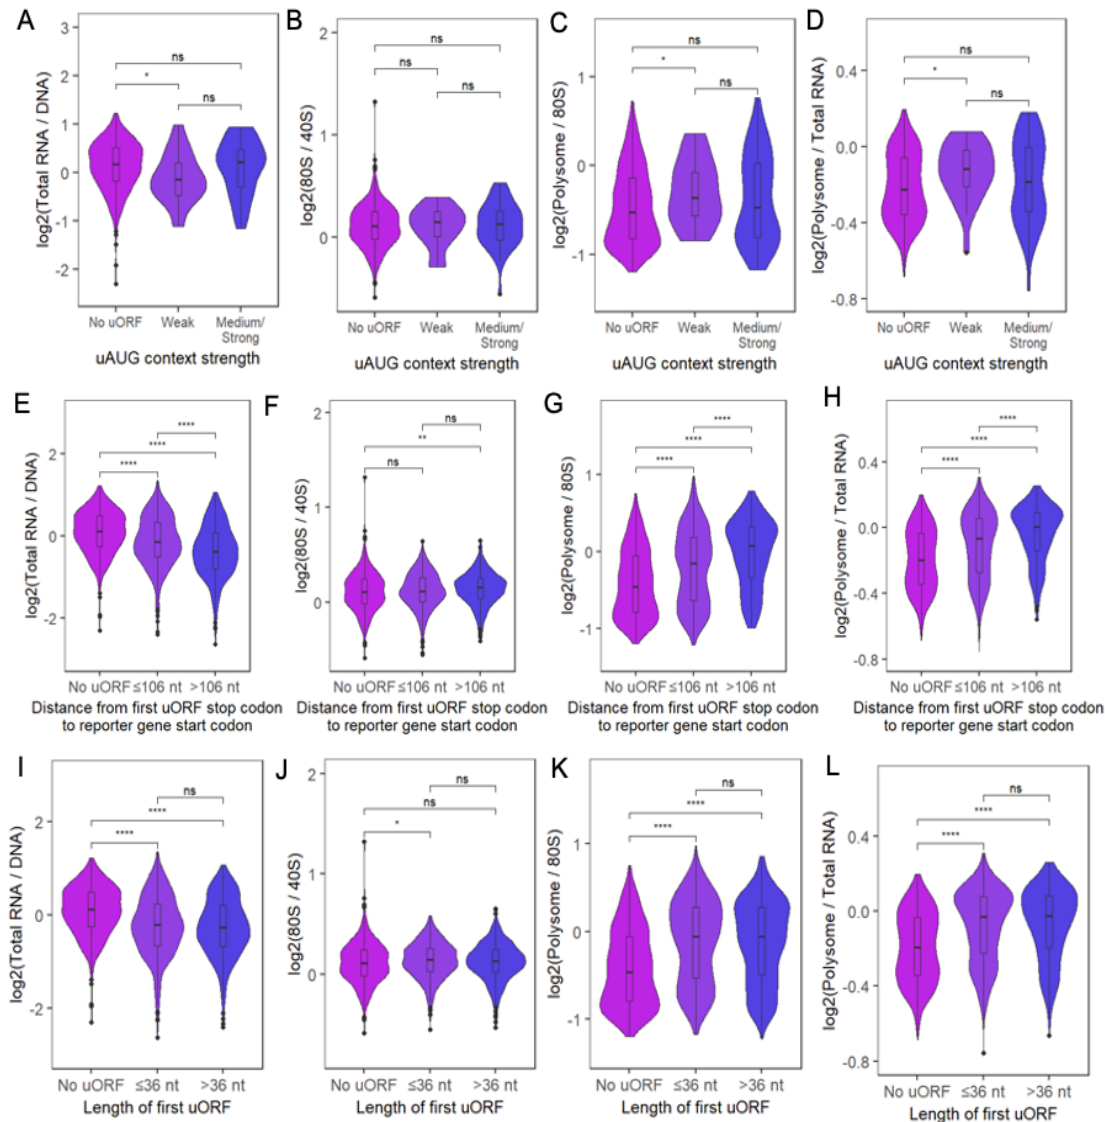 A
log2(Total RNA / DNA)
3
2
1
0
-1
-2
ns
*
ns
No uORF Weak Medium/
Strong
uAUG context strength
B
log2(80S / 40S)
2
1
0
ns
ns
ns
No uORF Weak Medium/
Strong
uAUG context strength
C
log2(Polysome / 80S)
1
0
-1
ns
*
ns
No uORF Weak Medium/
Strong
uAUG context strength
D
log2(Polysome / Total RNA)
0.4
0.0
-0.4
-0.8
ns
*
ns
No uORF Weak Medium/
Strong
uAUG context strength
E
log2(Total RNA / DNA)
2
0
-2
****
****
****
No uORF ≤106 nt >106 nt
Distance from first uORF stop codon
to reporter gene start codon
F
log2(80S / 40S)
2
1
0
ns
**
ns
No uORF ≤106 nt >106 nt
Distance from first uORF stop codon
to reporter gene start codon
G
log2(Polysome / 80S)
1
0
-1
****
****
****
No uORF ≤106 nt >106 nt
Distance from first uORF stop codon
to reporter gene start codon
H
log2(Polysome / Total RNA)
0.4
0.0
-0.4
-0.8
****
****
****
No uORF ≤106 nt >106 nt
Distance from first uORF stop codon
to reporter gene start codon
I
log2(Total RNA / DNA)
2
0
-2
ns
****
****
No uORF ≤36 nt >36 nt
Length of first uORF
J
log2(80S / 40S)
2
1
0
ns
ns
*
No uORF ≤36 nt >36 nt
Length of first uORF
K
log2(Polysome / 80S)
1
0
-1
ns
****
****
No uORF ≤36 nt >36 nt
Length of first uORF
L
log2(Polysome / Total RNA)
0.4
0.0
-0.4
-0.8
ns
****
****
No uORF ≤36 nt >36 nt
Length of first uORF